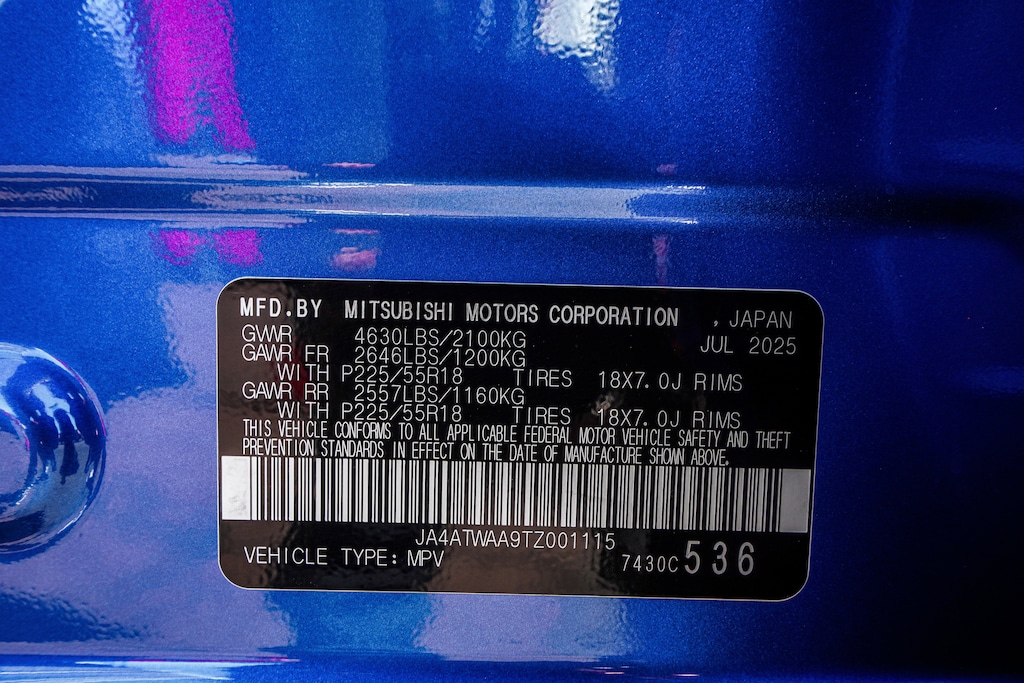 MFD.BY MITSUBISHI MOTORS CORPORATION , JAPAN
GVWR 4630LBS/2100KG JUL 2025
GAWR FR 2646LBS/1200KG
WITH P225/55R18 TIRES 18X7.0J RIMS
GAWR RR 2557LBS/1160KG
WITH P225/55R18 TIRES 18X7.0J RIMS
THIS VEHICLE CONFORMS TO ALL APPLICABLE FEDERAL MOTOR VEHICLE SAFETY AND THEFT
PREVENTION STANDARDS IN EFFECT ON THE DATE OF MANUFACTURE SHOWN ABOVE.
JA4ATWAA9TZ001115
VEHICLE TYPE: MPV 7430C 536